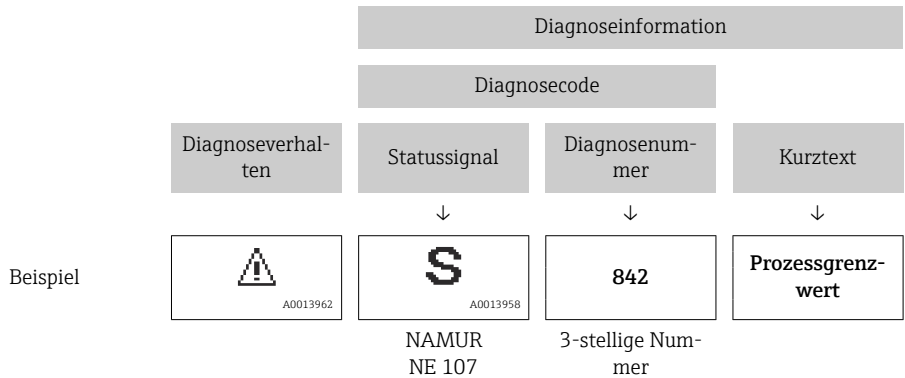 Diagnoseinformation
Diagnosecode
Diagnoseverhal-
ten
Statussignal
Diagnosenum-
mer
Kurztext
↓ ↓ ↓
Beispiel
A0013962
S
A0013958
842
Prozessgrenz-
wert
NAMUR
NE 107
3-stellige Num-
mer